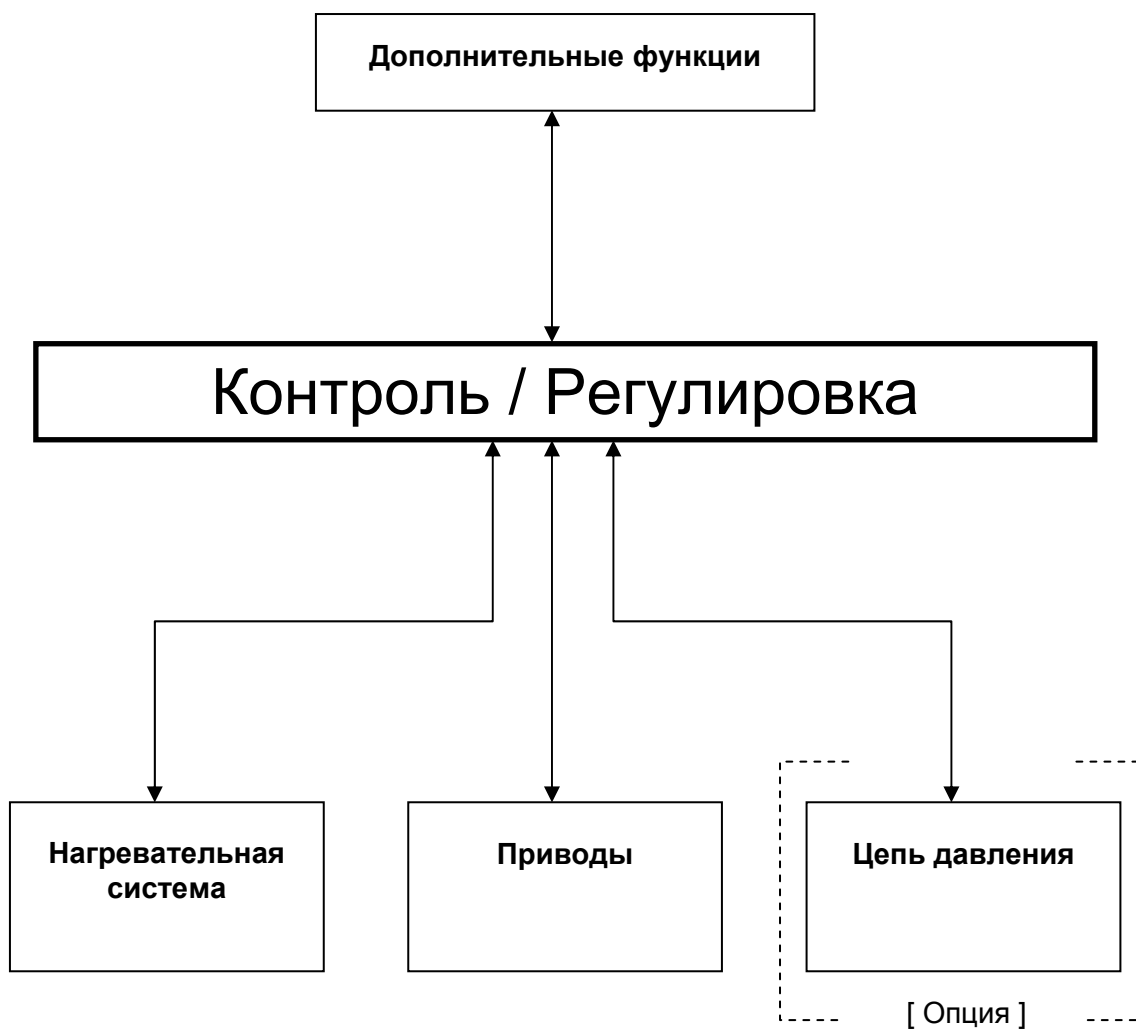 Дополнительные функции
Контроль / Регулировка
Нагревательная
система
Приводы
Цепь давления
[ Опция ]